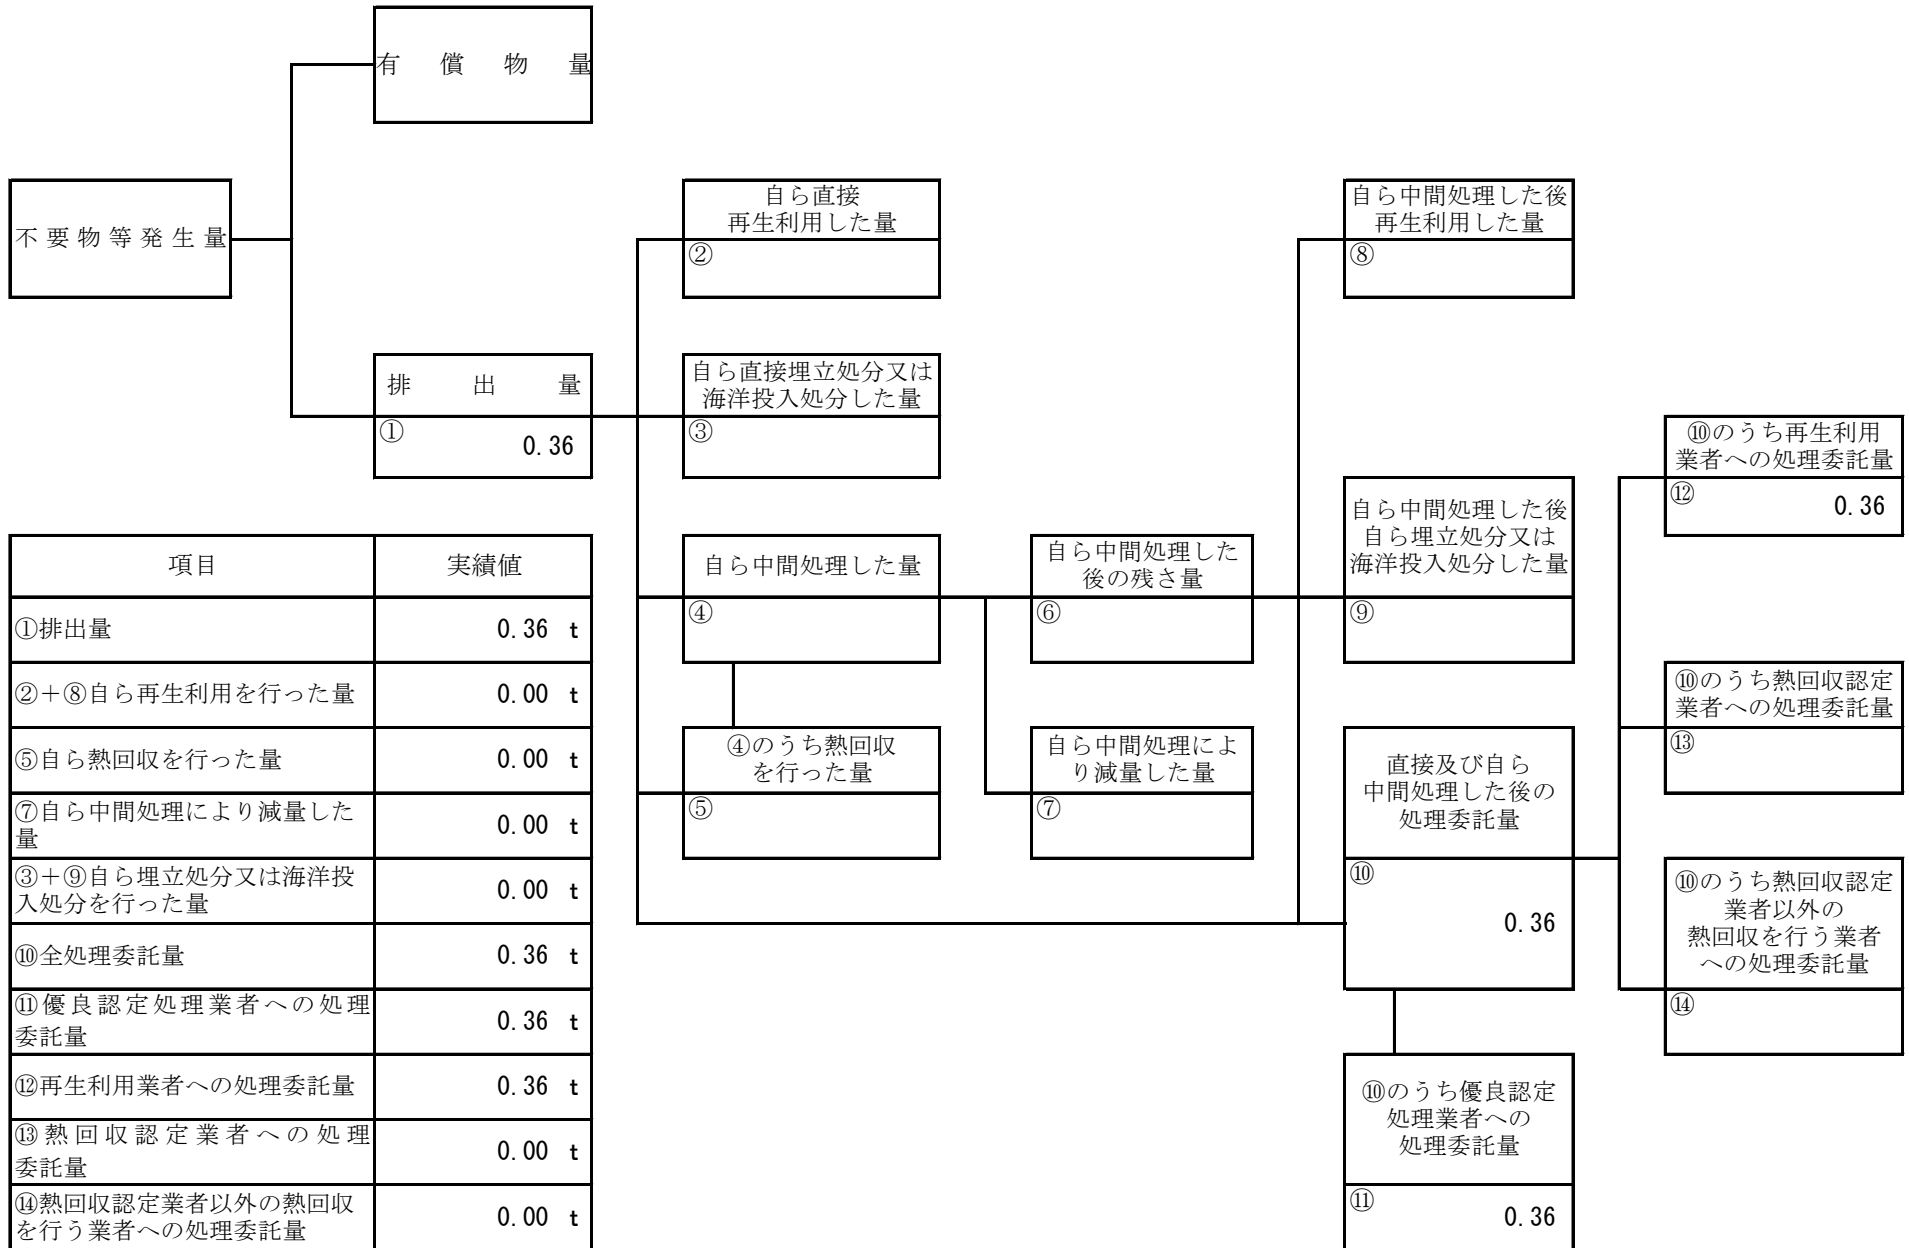 有償物量
不要物等発生量
排出量
①
0.36
自ら直接
再生利用した量
②
自ら直接埋立処分又は
海洋投入処分した量
③
自ら中間処理した量
④
④のうち熱回収
を行った量
⑤
自ら中間処理した
後の残さ量
⑥
自ら中間処理によ
り減量した量
⑦
自ら中間処理した後
再生利用した量
⑧
自ら中間処理した後
自ら埋立処分又は
海洋投入処分した量
⑨
直接及び自ら
中間処理した後の
処理委託量
⑩
0.36
⑩のうち優良認定
処理業者への
処理委託量
⑪
0.36
⑩のうち再生利用
業者への処理委託量
⑫
0.36
⑩のうち熱回収認定
業者への処理委託量
⑬
⑩のうち熱回収認定
業者以外の
熱回収を行う業者
への処理委託量
⑭
項目 実績値
①排出量 0.36 t
②＋⑧自ら再生利用を行った量 0.00 t
⑤自ら熱回収を行った量 0.00 t
⑦自ら中間処理により減量した
量 0.00 t
③＋⑨自ら埋立処分又は海洋投
入処分を行った量 0.00 t
⑩全処理委託量 0.36 t
⑪優良認定処理業者への処理
委託量 0.36 t
⑫再生利用業者への処理委託量 0.36 t
⑬熱回収認定業者への処理
委託量 0.00 t
⑭熱回収認定業者以外の熱回収
を行う業者への処理委託量 0.00 t